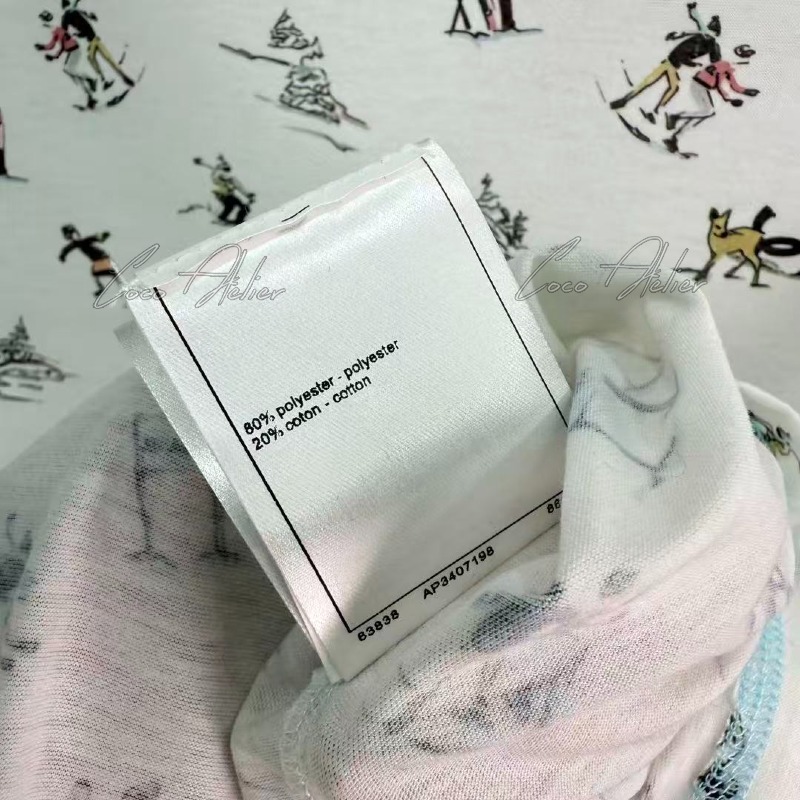 Coco Atelier
Coco Atelier
80% polyester - polyester
20% coton - cotton
63838 AP3407198